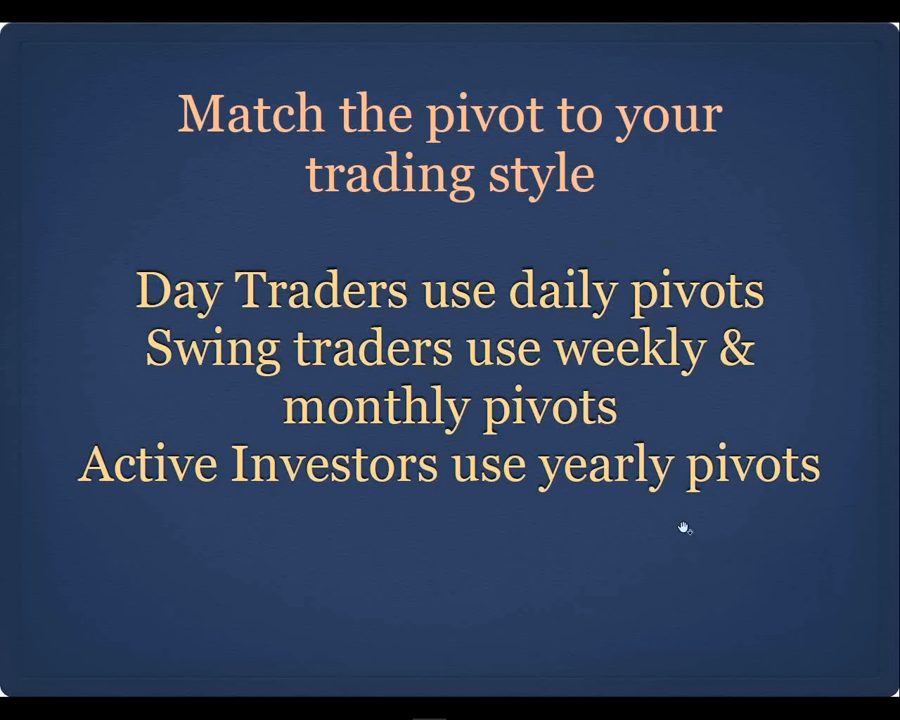 Match the pivot to your
trading style
Day Traders use daily pivots
Swing traders use weekly &
monthly pivots
Active Investors use yearly pivots